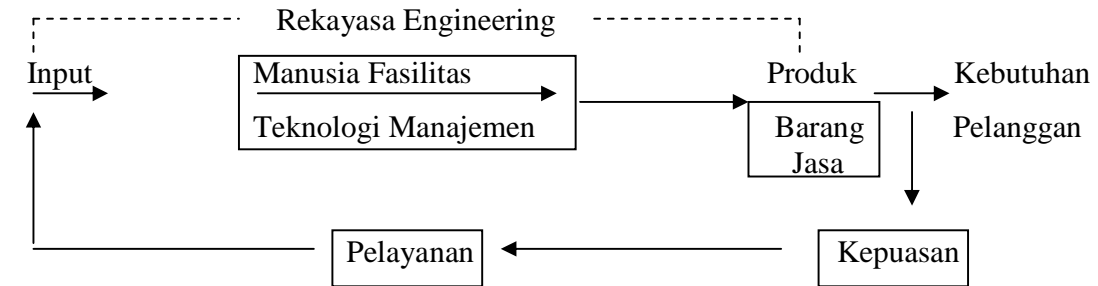 Rekayasa Engineering
Input
Manusia Fasilitas
Teknologi Manajemen
Produk
Barang
Jasa
Kebutuhan
Pelanggan
Pelayanan
Kepuasan